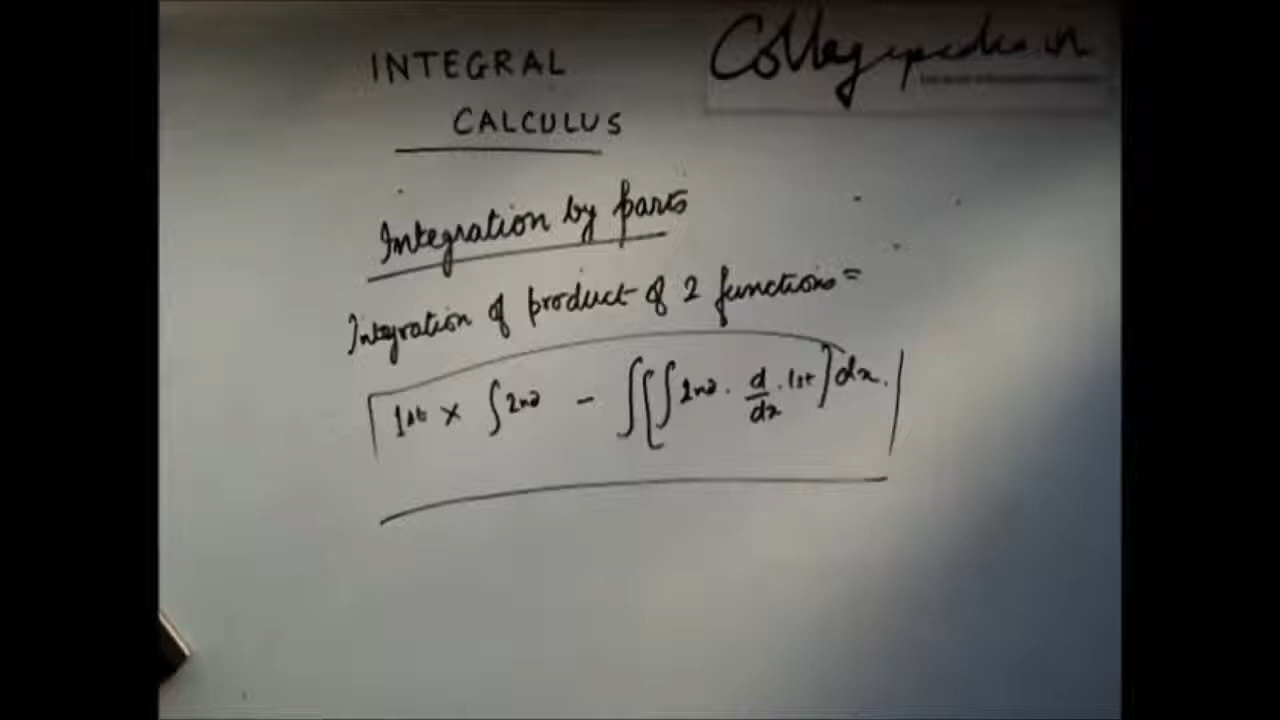 INTEGRAL
CALCULUS
Collegepedia.in
Integration by parts
Integration of product of 2 functions =
1st × ∫2nd - ∫[∫2nd. d/dx .1st]dx.